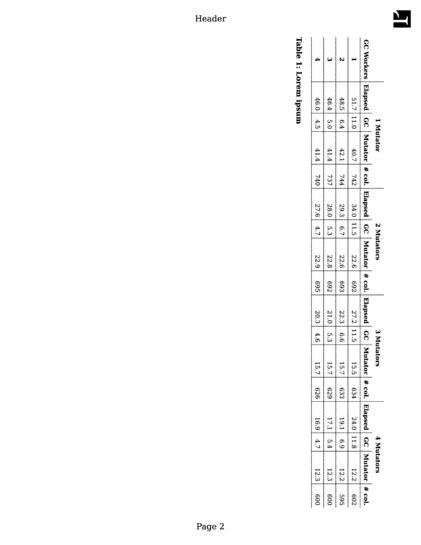 Header
LT
1 Mutator 2 Mutators 3 Mutators 4 Mutators
GC Workers Elapsed GC Mutator # col. Elapsed GC Mutator # col. Elapsed GC Mutator # col. Elapsed GC Mutator # col.
1 51.7 11.0 40.7 742 34.0 11.5 22.6 692 27.2 11.5 15.5 634 24.0 11.8 12.2 602
2 48.5 6.4 42.1 744 29.3 6.7 22.6 693 22.3 6.6 15.7 633 19.1 6.9 12.2 595
3 46.4 5.0 41.4 737 28.0 5.3 22.8 692 21.0 5.3 15.7 629 17.1 5.4 12.3 600
4 46.0 4.5 41.4 740 27.6 4.7 22.9 695 20.3 4.6 15.7 626 16.9 4.7 12.3 600
Table 1: Lorem ipsum
Page 2